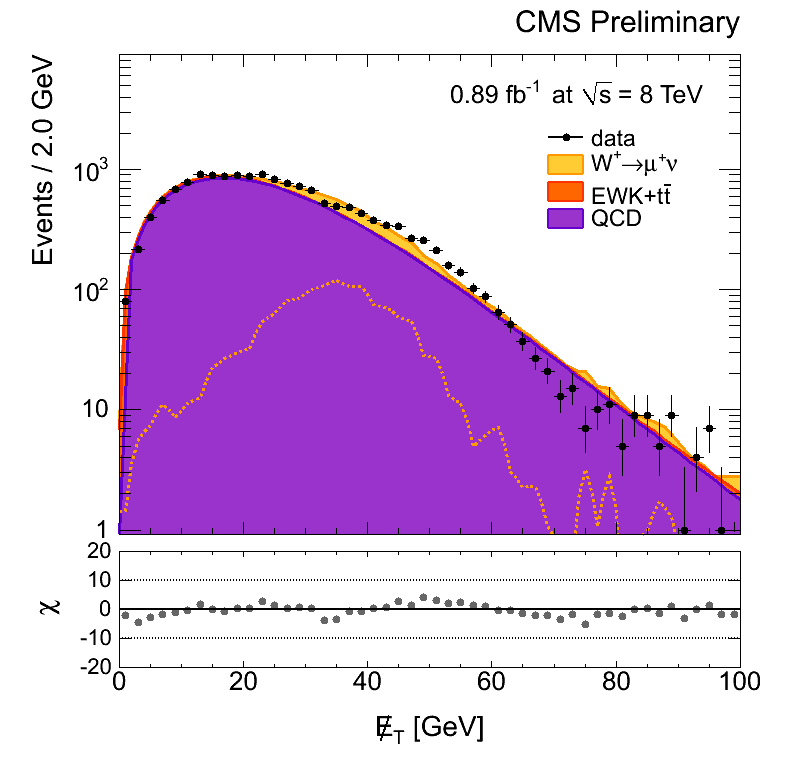 CMS Preliminary
0.89 fb⁻¹ at √s = 8 TeV
data
W⁺→μ⁺ν
EWK+tt̄
QCD
Events / 2.0 GeV
10³
10²
10
1
20
10
0
-10
-20
χ
0 20 40 60 80 100
E̸_T [GeV]